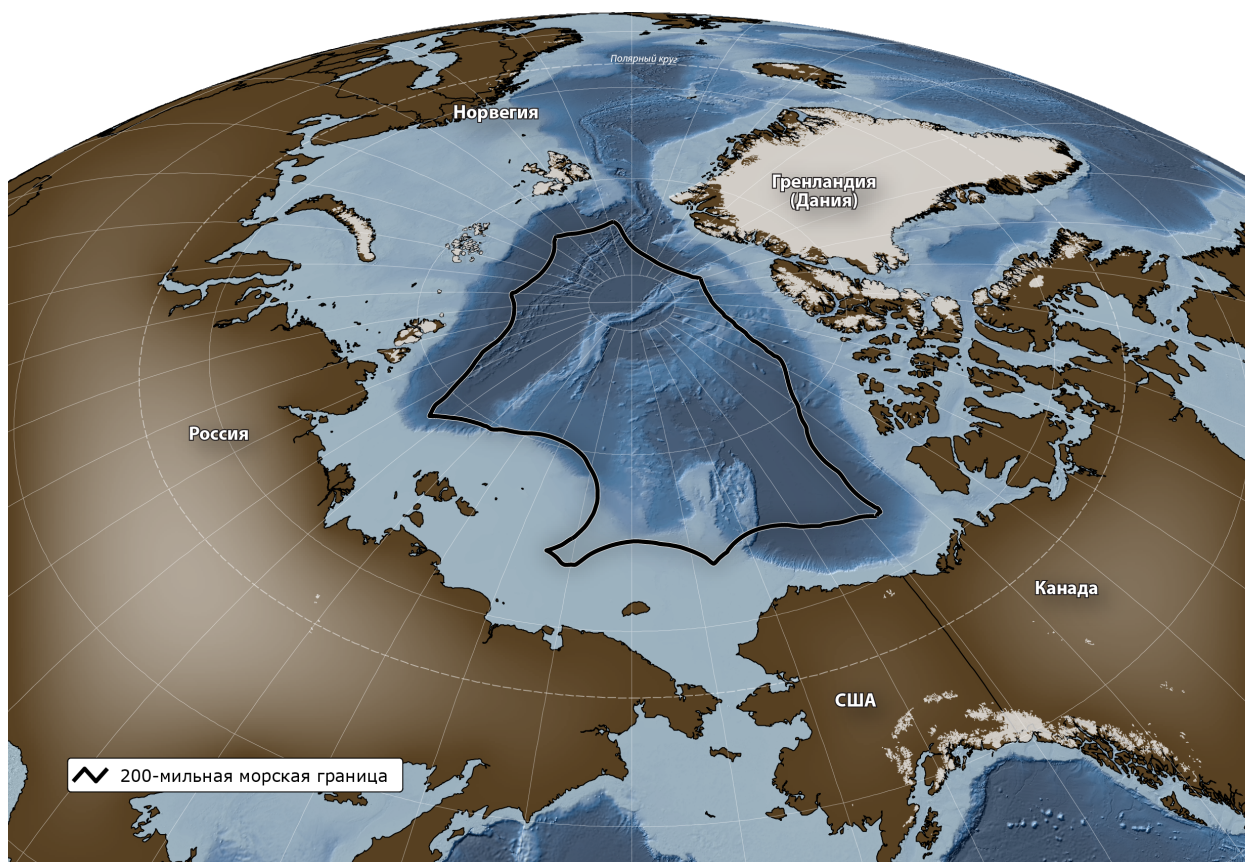 Полярный круг
Норвегия
Гренландия
(Дания)
Россия
Канада
США
200-мильная морская граница